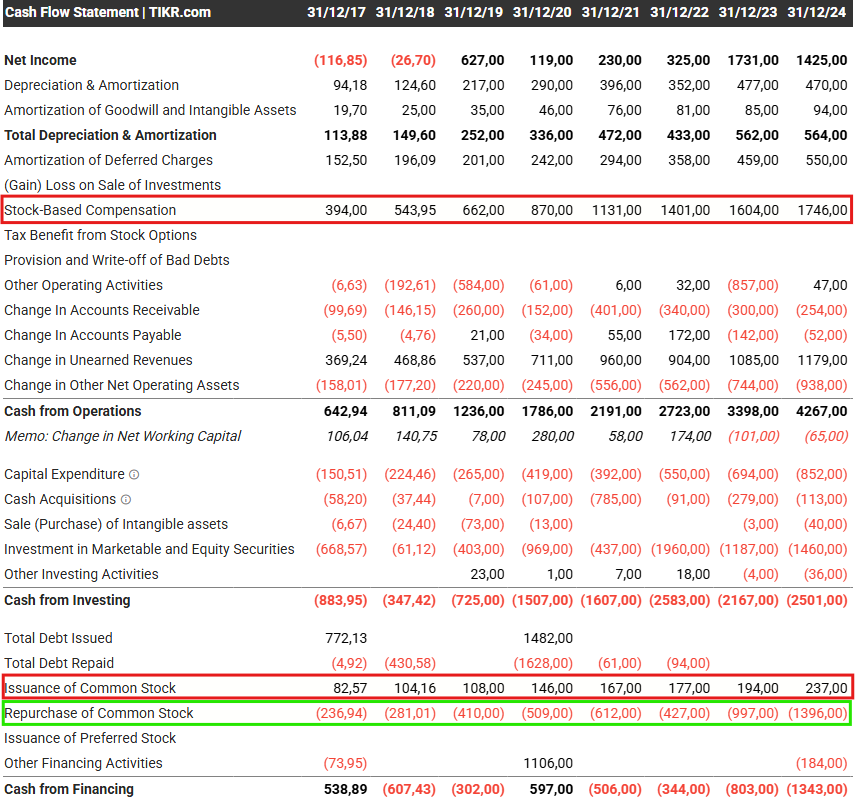 Cash Flow Statement | TIKR.com 31/12/17 31/12/18 31/12/19 31/12/20 31/12/21 31/12/22 31/12/23 31/12/24
Net Income (116,85) (26,70) 627,00 119,00 230,00 325,00 1731,00 1425,00
Depreciation & Amortization 94,18 124,60 217,00 290,00 396,00 352,00 477,00 470,00
Amortization of Goodwill and Intangible Assets 19,70 25,00 35,00 46,00 76,00 81,00 85,00 94,00
Total Depreciation & Amortization 113,88 149,60 252,00 336,00 472,00 433,00 562,00 564,00
Amortization of Deferred Charges 152,50 196,09 201,00 242,00 294,00 358,00 459,00 550,00
(Gain) Loss on Sale of Investments
Stock-Based Compensation 394,00 543,95 662,00 870,00 1131,00 1401,00 1604,00 1746,00
Tax Benefit from Stock Options
Provision and Write-off of Bad Debts
Other Operating Activities (6,63) (192,61) (584,00) (61,00) 6,00 32,00 (857,00) 47,00
Change In Accounts Receivable (99,69) (146,15) (260,00) (152,00) (401,00) (340,00) (300,00) (254,00)
Change In Accounts Payable (5,50) (4,76) 21,00 (34,00) 55,00 172,00 (142,00) (52,00)
Change in Unearned Revenues 369,24 468,86 537,00 711,00 960,00 904,00 1085,00 1179,00
Change in Other Net Operating Assets (158,01) (177,20) (220,00) (245,00) (556,00) (562,00) (744,00) (938,00)
Cash from Operations 642,94 811,09 1236,00 1786,00 2191,00 2723,00 3398,00 4267,00
Memo: Change in Net Working Capital 106,04 140,75 78,00 280,00 58,00 174,00 (101,00) (65,00)
Capital Expenditure (150,51) (224,46) (265,00) (419,00) (392,00) (550,00) (694,00) (852,00)
Cash Acquisitions (58,20) (37,44) (7,00) (107,00) (785,00) (91,00) (279,00) (113,00)
Sale (Purchase) of Intangible assets (6,67) (24,40) (73,00) (13,00) (3,00) (40,00)
Investment in Marketable and Equity Securities (668,57) (61,12) (403,00) (969,00) (437,00) (1960,00) (1187,00) (1460,00)
Other Investing Activities 23,00 1,00 7,00 18,00 (4,00) (36,00)
Cash from Investing (883,95) (347,42) (725,00) (1507,00) (1607,00) (2583,00) (2167,00) (2501,00)
Total Debt Issued 772,13 1482,00
Total Debt Repaid (4,92) (430,58) (1628,00) (61,00) (94,00)
Issuance of Common Stock 82,57 104,16 108,00 146,00 167,00 177,00 194,00 237,00
Repurchase of Common Stock (236,94) (281,01) (410,00) (509,00) (612,00) (427,00) (997,00) (1396,00)
Issuance of Preferred Stock
Other Financing Activities (73,95) 1106,00 (184,00)
Cash from Financing 538,89 (607,43) (302,00) 597,00 (506,00) (344,00) (803,00) (1343,00)